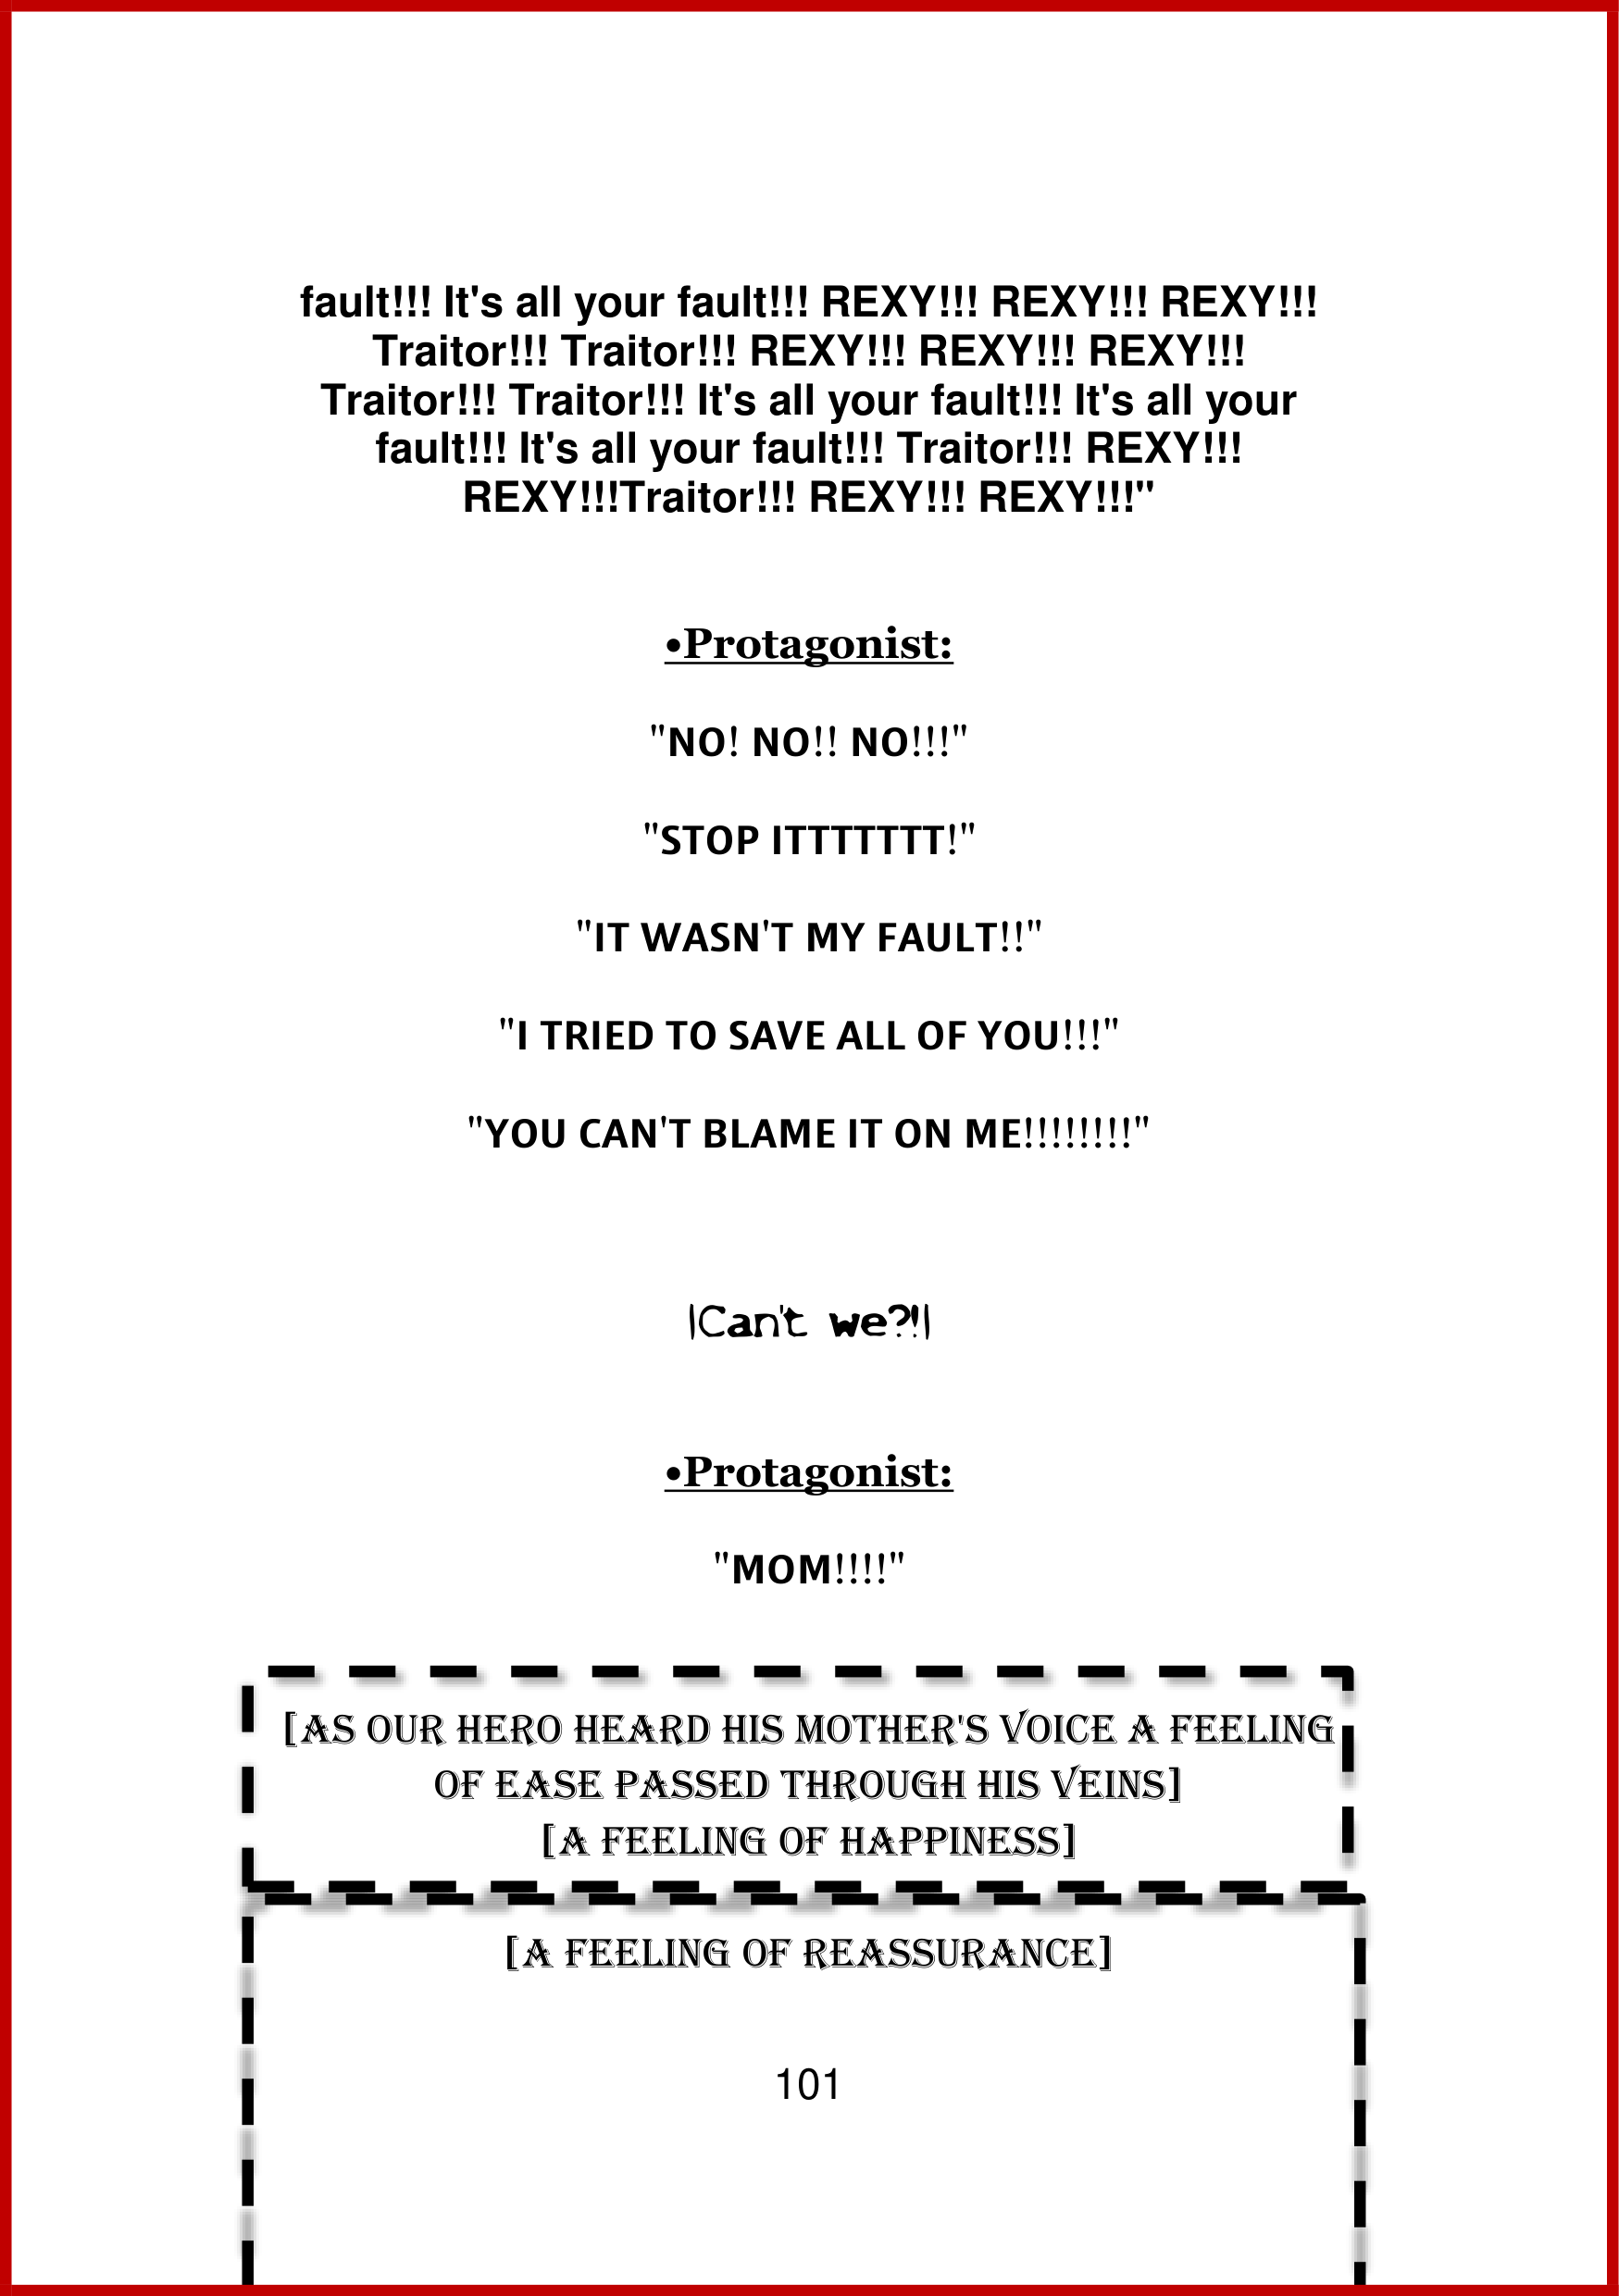 fault!!! It's all your fault!!! REXY!!! REXY!!! REXY!!!
Traitor!!! Traitor!!! REXY!!! REXY!!! REXY!!!
Traitor!!! Traitor!!! It's all your fault!!! It's all your
fault!!! It's all your fault!!! Traitor!!! REXY!!!
REXY!!!Traitor!!! REXY!!! REXY!!!"
•Protagonist:
"NO! NO!! NO!!!"
"STOP ITTTTTTT!"
"IT WASN'T MY FAULT!!"
"I TRIED TO SAVE ALL OF YOU!!!"
"YOU CAN'T BLAME IT ON ME!!!!!!!!"
|Can't we?!|
•Protagonist:
"MOM!!!!"
[AS OUR HERO HEARD HIS MOTHER'S VOICE A FEELING
OF EASE PASSED THROUGH HIS VEINS]
[A FEELING OF HAPPINESS]
[A FEELING OF REASSURANCE]
101